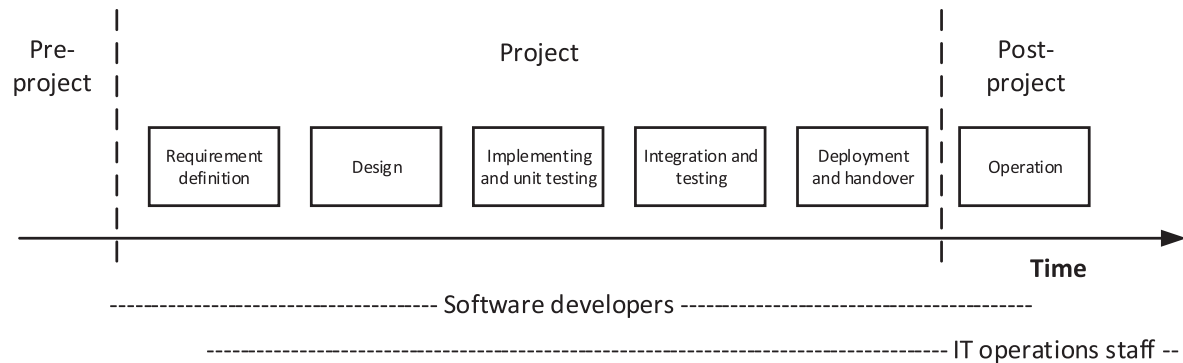 Pre-
project
Project
Post-
project
Requirement
definition
Design
Implementing
and unit testing
Integration and
testing
Deployment
and handover
Operation
Time
Software developers
IT operations staff